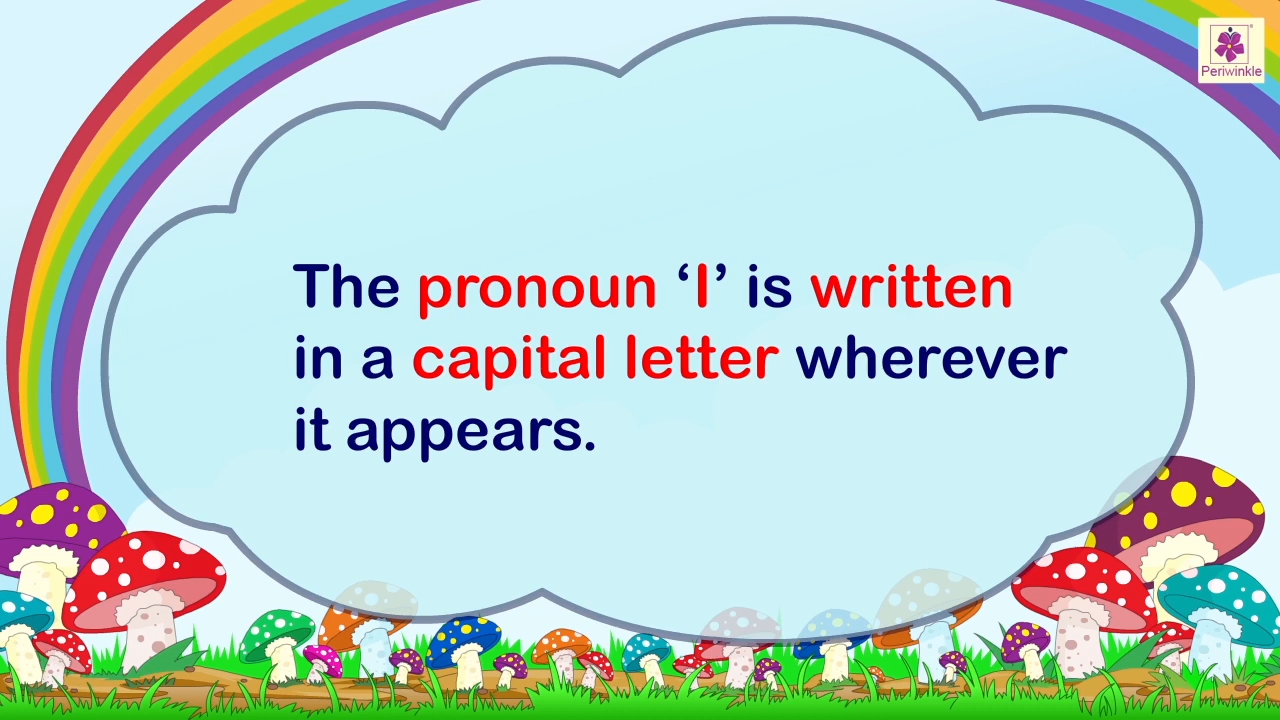 Periwinkle
The pronoun ‘I’ is written
in a capital letter wherever
it appears.